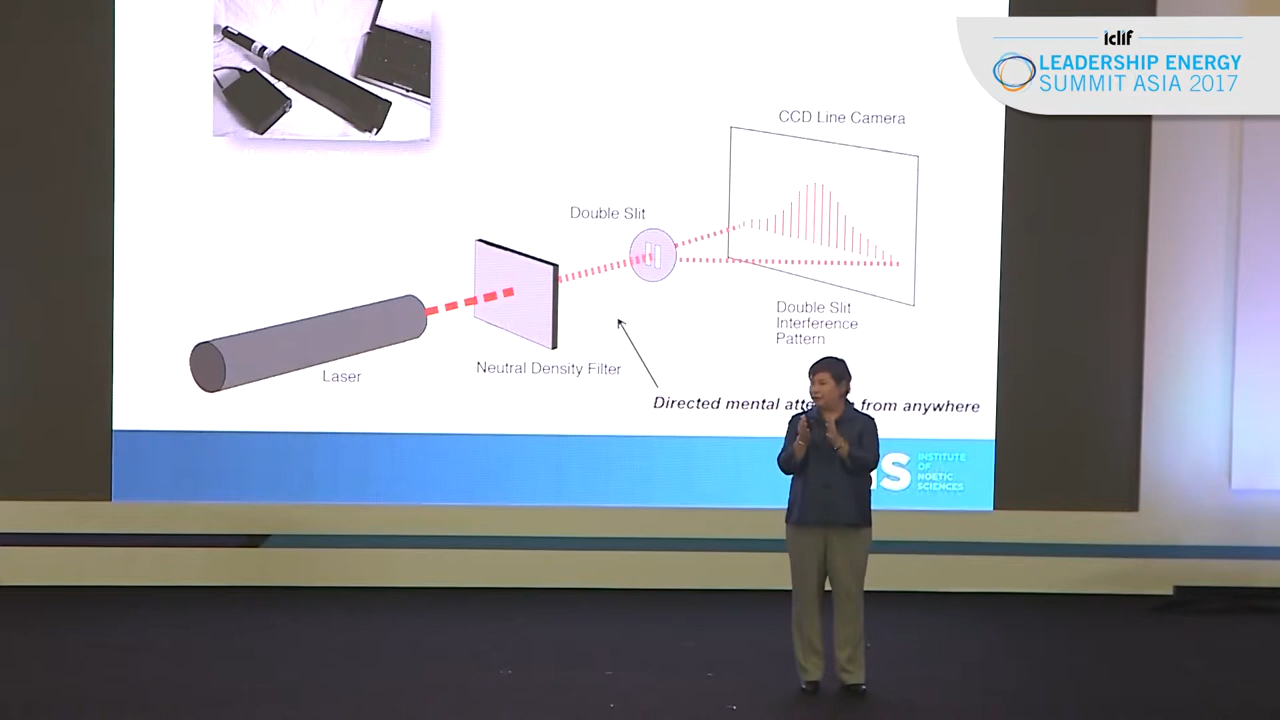 iclif
LEADERSHIP ENERGY
SUMMIT ASIA 2017
CCD Line Camera
Double Slit
Double Slit
Interference
Pattern
Neutral Density Filter
Laser
Directed mental from anywhere
INSTITUTE
OF
NOETIC
SCIENCES